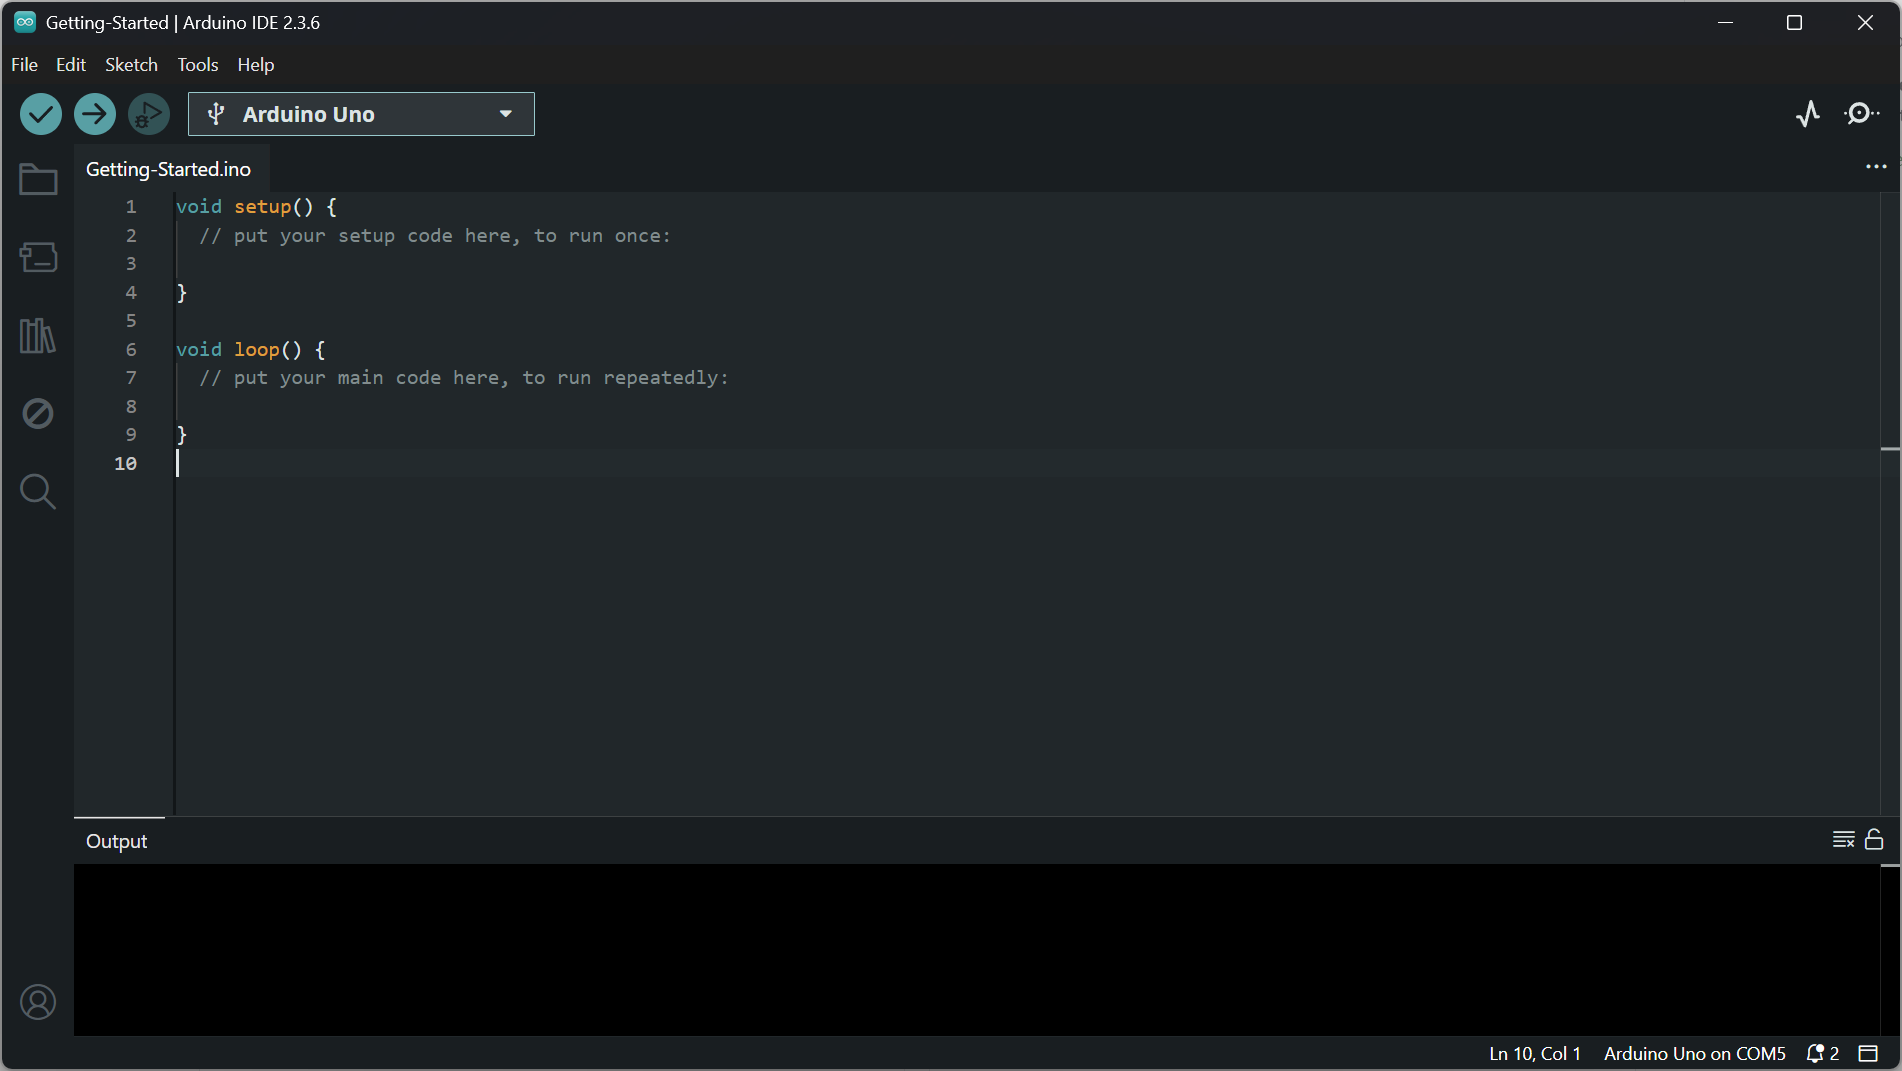 Getting-Started | Arduino IDE 2.3.6
File Edit Sketch Tools Help
Arduino Uno
Getting-Started.ino
1 void setup() {
2 // put your setup code here, to run once:
3
4 }
5
6 void loop() {
7 // put your main code here, to run repeatedly:
8
9 }
10
Output
Ln 10, Col 1 Arduino Uno on COM5 2